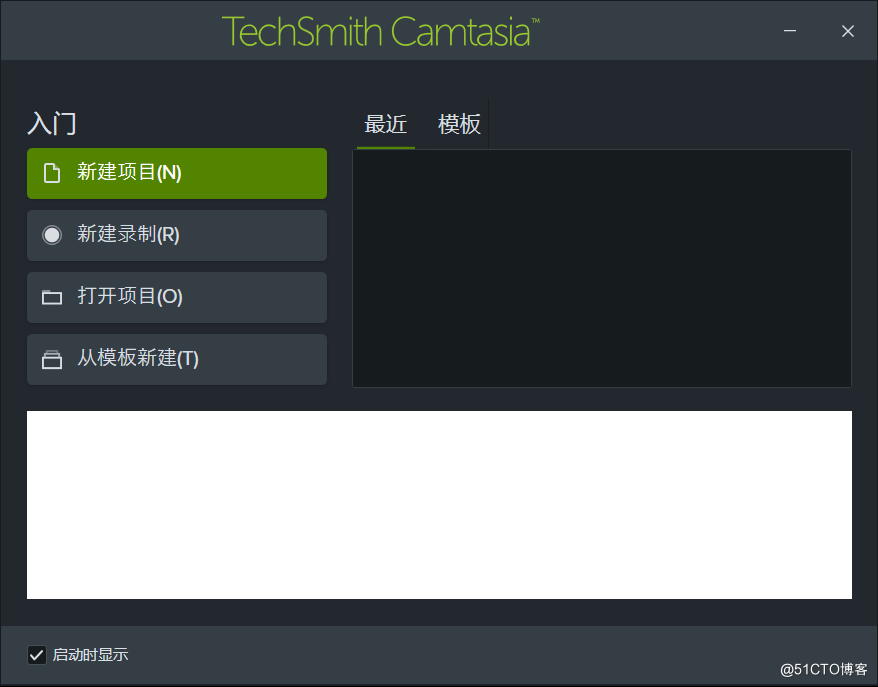 TechSmith Camtasia™
入门
新建项目(N)
新建录制(R)
打开项目(O)
从模板新建(T)
最近 模板
启动时显示
@51CTO博客